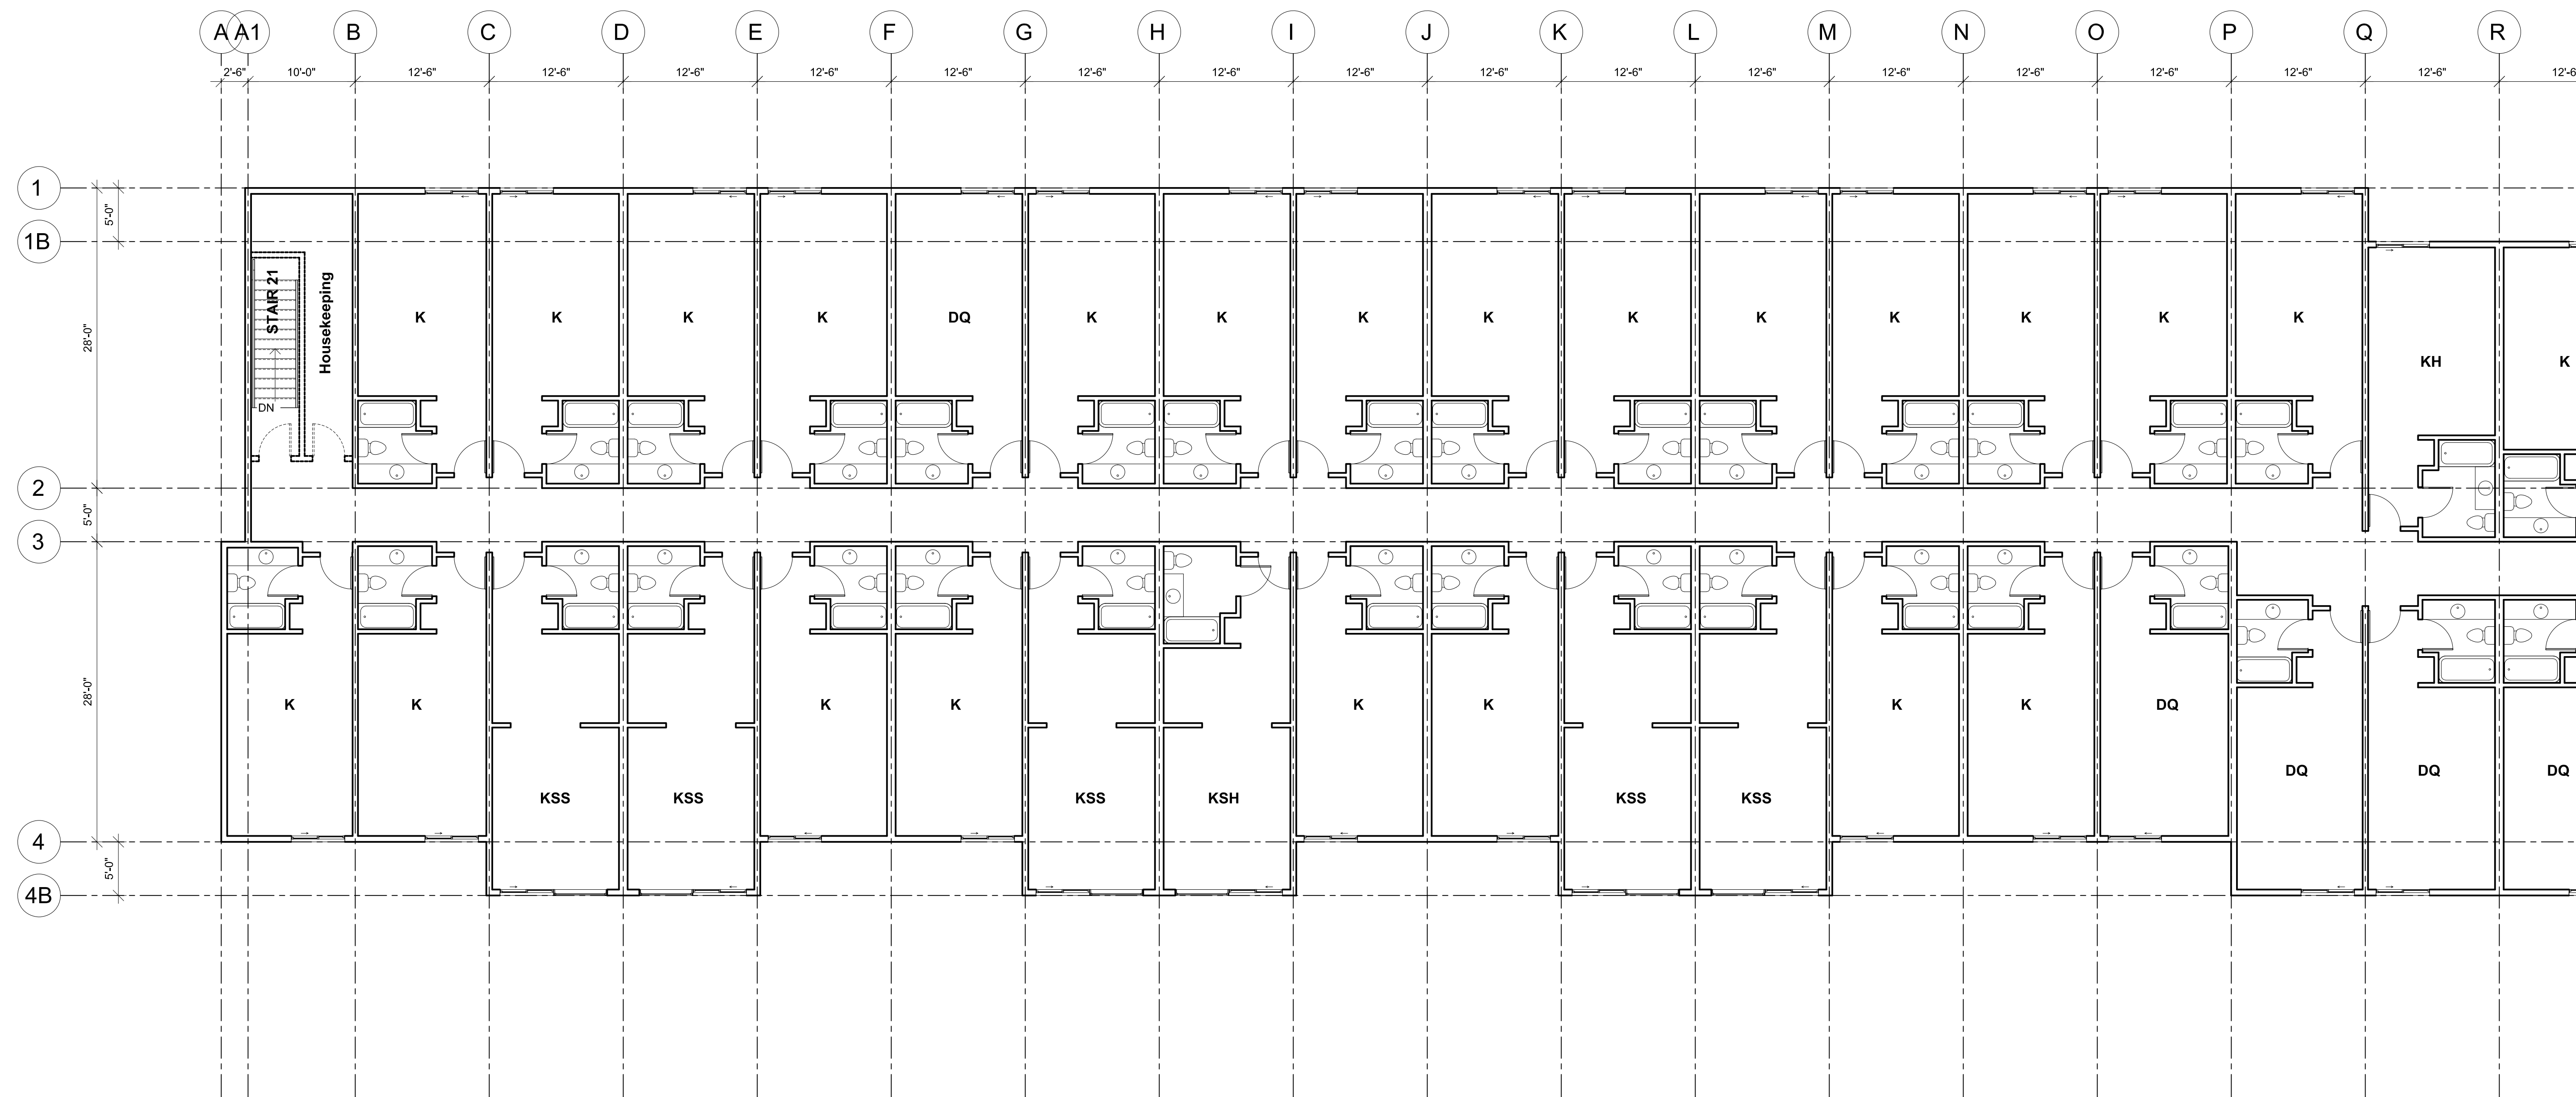 A A1 B C D E F G H I J K L M N O P Q R
2'-6" 10'-0" 12'-6" 12'-6" 12'-6" 12'-6" 12'-6" 12'-6" 12'-6" 12'-6" 12'-6" 12'-6" 12'-6" 12'-6" 12'-6" 12'-6" 12'-6" 12'-6"
1
5'-0"
1B
STAIR 21
Housekeeping
K K K K DQ K K K K K K K K K K
28'-0"
KH K
DN
2
5'-0"
3
28'-0"
K K K K K K K K DQ
DQ DQ DQ
KSS KSS KSS KSH KSS KSS
4
5'-0"
4B